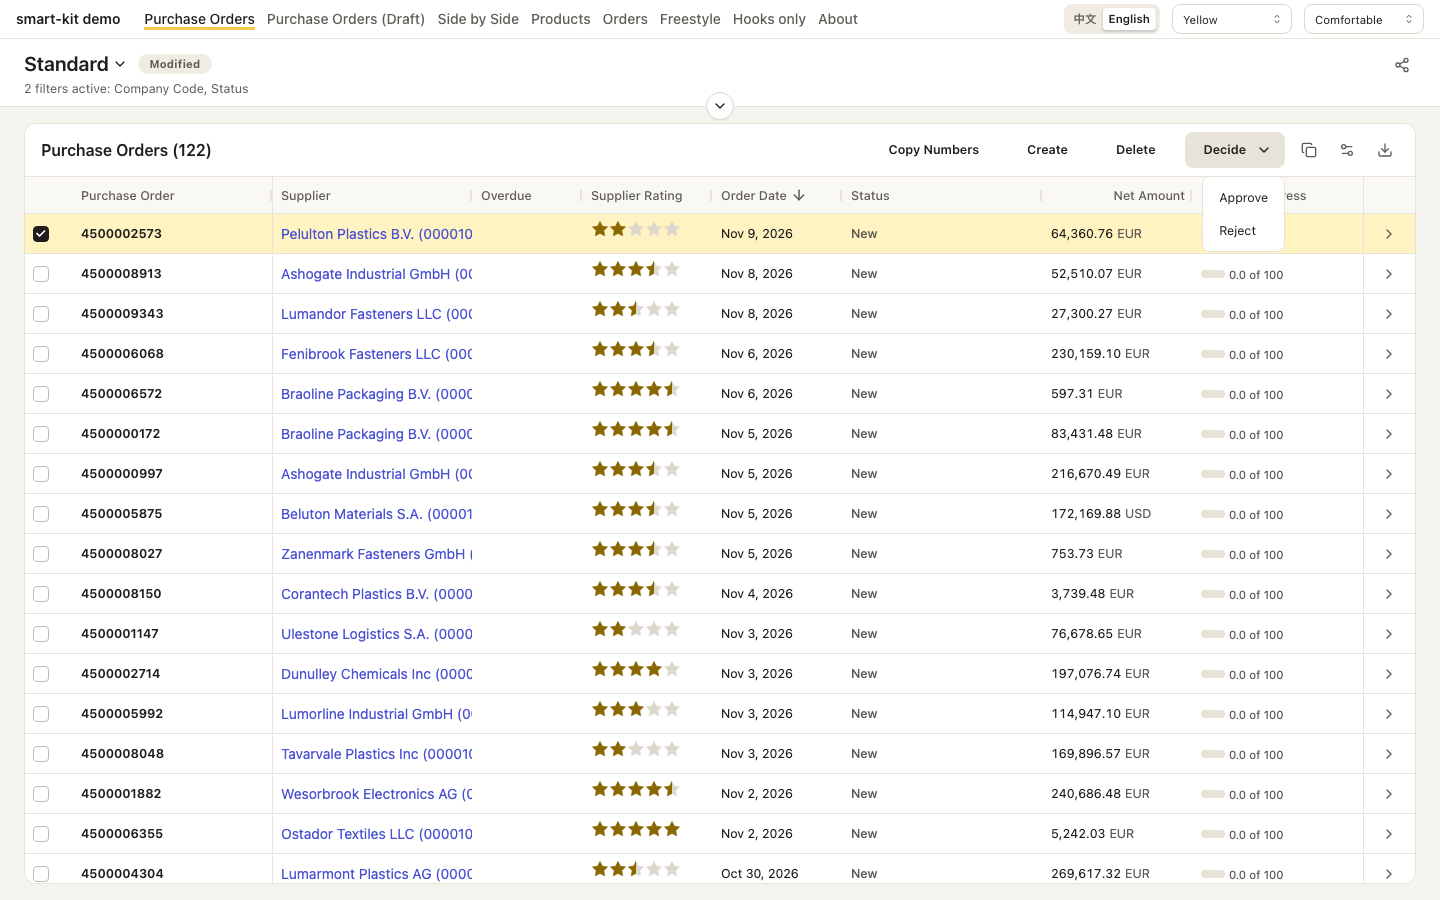 smart-kit demo Purchase Orders Purchase Orders (Draft) Side by Side Products Orders Freestyle Hooks only About 中文 English Yellow Comfortable
Standard Modified
2 filters active: Company Code, Status
Purchase Orders (122) Copy Numbers Create Delete Decide
Purchase Order Supplier Overdue Supplier Rating Order Date Status Net Amount
Approve
Reject
4500002573 Pelulton Plastics B.V. (000010 Nov 9, 2026 New 64,360.76 EUR
4500008913 Ashogate Industrial GmbH (00 Nov 8, 2026 New 52,510.07 EUR 0.0 of 100
4500009343 Lumandor Fasteners LLC (000 Nov 8, 2026 New 27,300.27 EUR 0.0 of 100
4500006068 Fenibrook Fasteners LLC (000 Nov 6, 2026 New 230,159.10 EUR 0.0 of 100
4500006572 Braoline Packaging B.V. (0000 Nov 6, 2026 New 597.31 EUR 0.0 of 100
4500000172 Braoline Packaging B.V. (0000 Nov 5, 2026 New 83,431.48 EUR 0.0 of 100
4500000997 Ashogate Industrial GmbH (00 Nov 5, 2026 New 216,670.49 EUR 0.0 of 100
4500005875 Beluton Materials S.A. (00001 Nov 5, 2026 New 172,169.88 USD 0.0 of 100
4500008027 Zanenmark Fasteners GmbH ( Nov 5, 2026 New 753.73 EUR 0.0 of 100
4500008150 Corantech Plastics B.V. (0000 Nov 4, 2026 New 3,739.48 EUR 0.0 of 100
4500001147 Ulestone Logistics S.A. (0000 Nov 3, 2026 New 76,678.65 EUR 0.0 of 100
4500002714 Dunulley Chemicals Inc (0000 Nov 3, 2026 New 197,076.74 EUR 0.0 of 100
4500005992 Lumorline Industrial GmbH (0 Nov 3, 2026 New 114,947.10 EUR 0.0 of 100
4500008048 Tavarvale Plastics Inc (000010 Nov 3, 2026 New 169,896.57 EUR 0.0 of 100
4500001882 Wesorbrook Electronics AG (0 Nov 2, 2026 New 240,686.48 EUR 0.0 of 100
4500006355 Ostador Textiles LLC (000010 Nov 2, 2026 New 5,242.03 EUR 0.0 of 100
4500004304 Lumarmont Plastics AG (0000 Oct 30, 2026 New 269,617.32 EUR 0.0 of 100